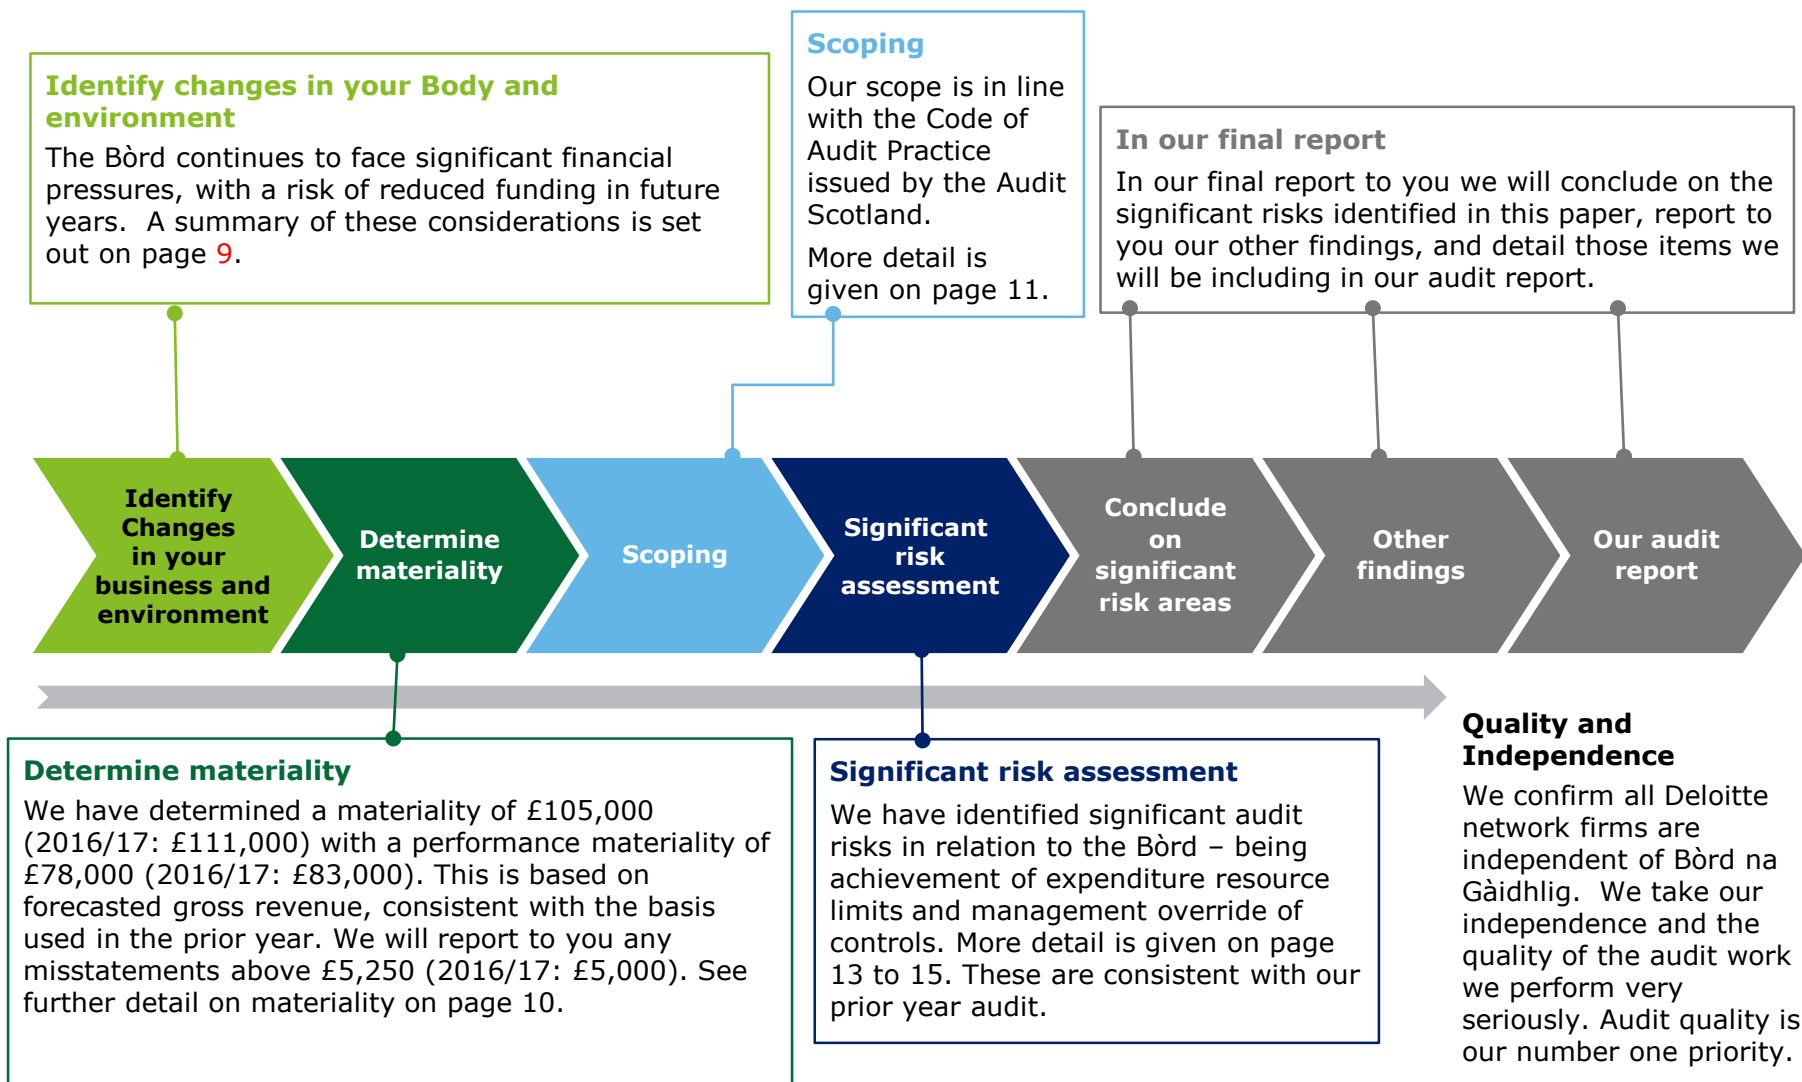 Identify changes in your Body and
environment
The Bòrd continues to face significant financial
pressures, with a risk of reduced funding in future
years.  A summary of these considerations is set
out on page 9.
Scoping
Our scope is in line
with the Code of
Audit Practice
issued by the Audit
Scotland.
More detail is
given on page 11.
In our final report
In our final report to you we will conclude on the
significant risks identified in this paper, report to
you our other findings, and detail those items we
will be including in our audit report.
Identify
Changes
in your
business and
environment
Determine
materiality
Scoping
Significant
risk
assessment
Conclude
on
significant
risk areas
Other
findings
Our audit
report
Determine materiality
We have determined a materiality of £105,000
(2016/17: £111,000) with a performance materiality of
£78,000 (2016/17: £83,000). This is based on
forecasted gross revenue, consistent with the basis
used in the prior year. We will report to you any
misstatements above £5,250 (2016/17: £5,000). See
further detail on materiality on page 10.
Significant risk assessment
We have identified significant audit
risks in relation to the Bòrd – being
achievement of expenditure resource
limits and management override of
controls. More detail is given on page
13 to 15. These are consistent with our
prior year audit.
Quality and
Independence
We confirm all Deloitte
network firms are
independent of Bòrd na
Gàidhlig.  We take our
independence and the
quality of the audit work
we perform very
seriously. Audit quality is
our number one priority.